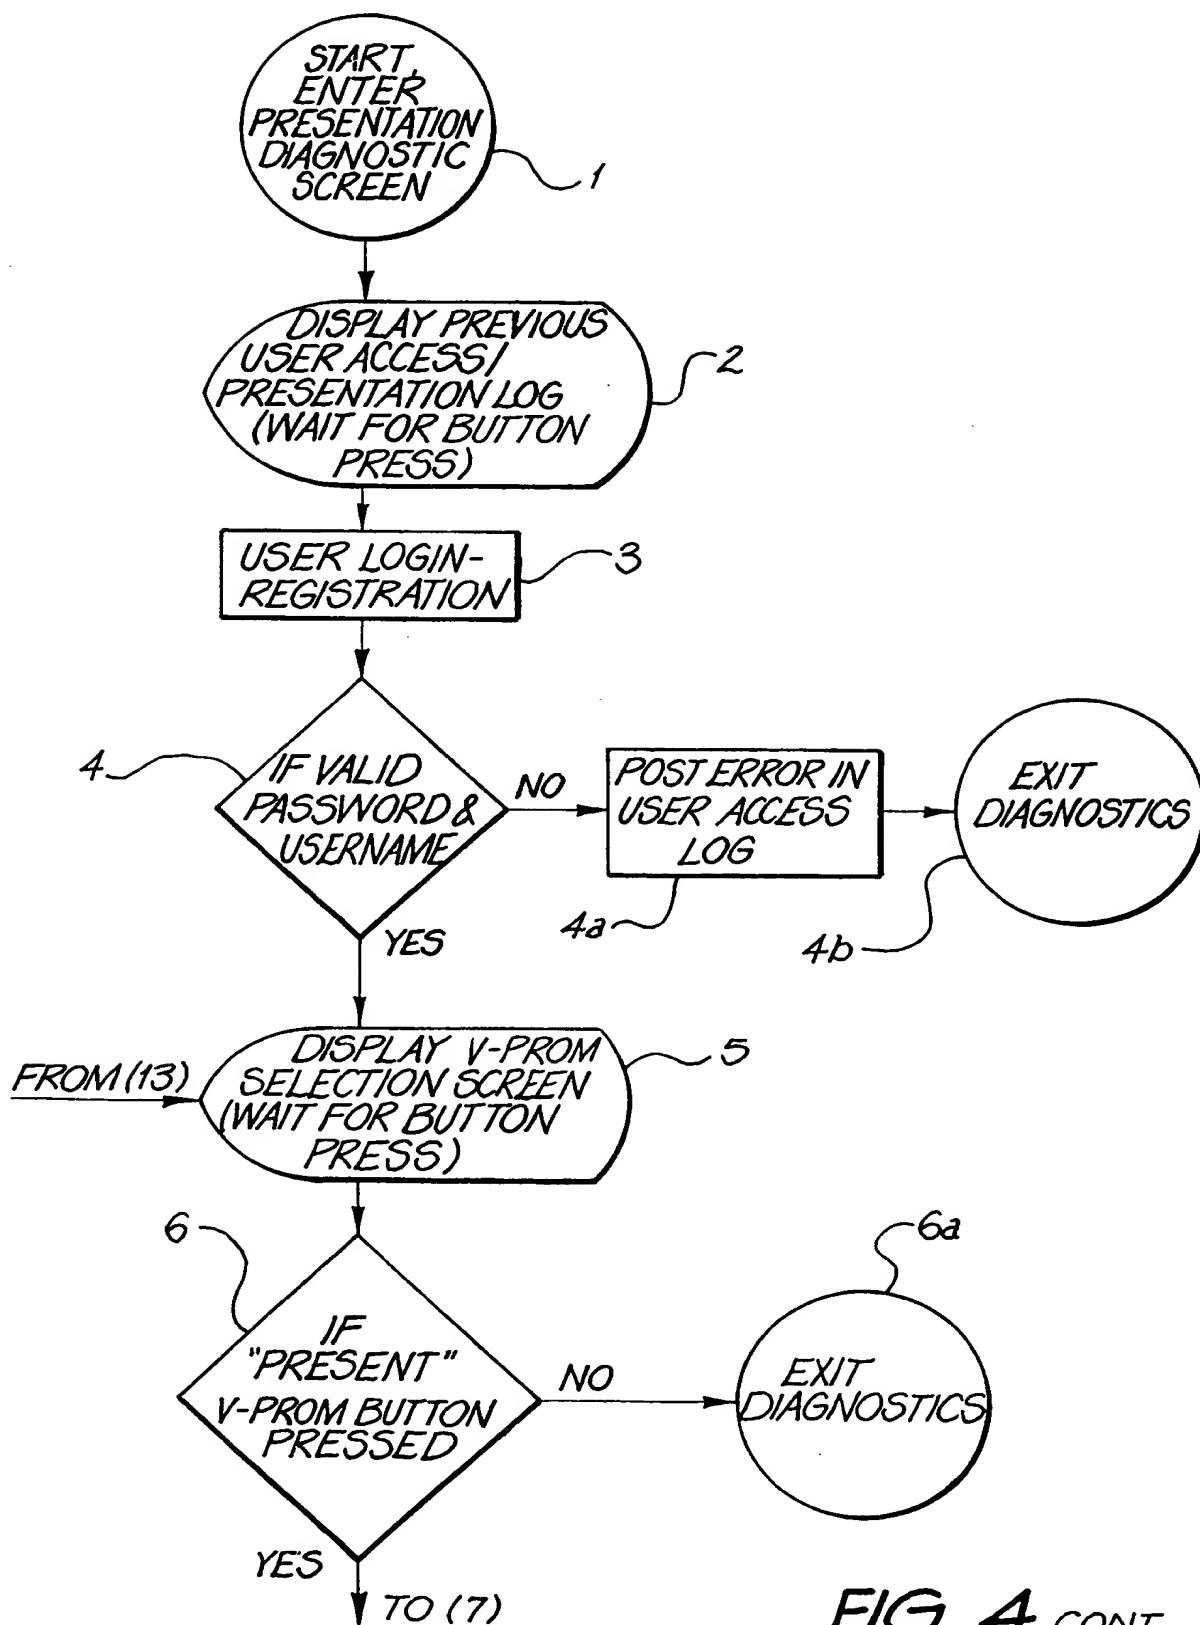 START,
ENTER
PRESENTATION
DIAGNOSTIC
SCREEN
1
DISPLAY PREVIOUS
USER ACCESS/
PRESENTATION LOG
(WAIT FOR BUTTON
PRESS)
2
USER LOGIN-
REGISTRATION
3
4
IF VALID
PASSWORD &
USERNAME
NO
POST ERROR IN
USER ACCESS
LOG
4a
EXIT
DIAGNOSTICS
4b
YES
FROM (13)
DISPLAY V-PROM
SELECTION SCREEN
(WAIT FOR BUTTON
PRESS)
5
6
IF
"PRESENT"
V-PROM BUTTON
PRESSED
NO
6a
EXIT
DIAGNOSTICS
YES
TO (7)
FIG. 4 CONT.